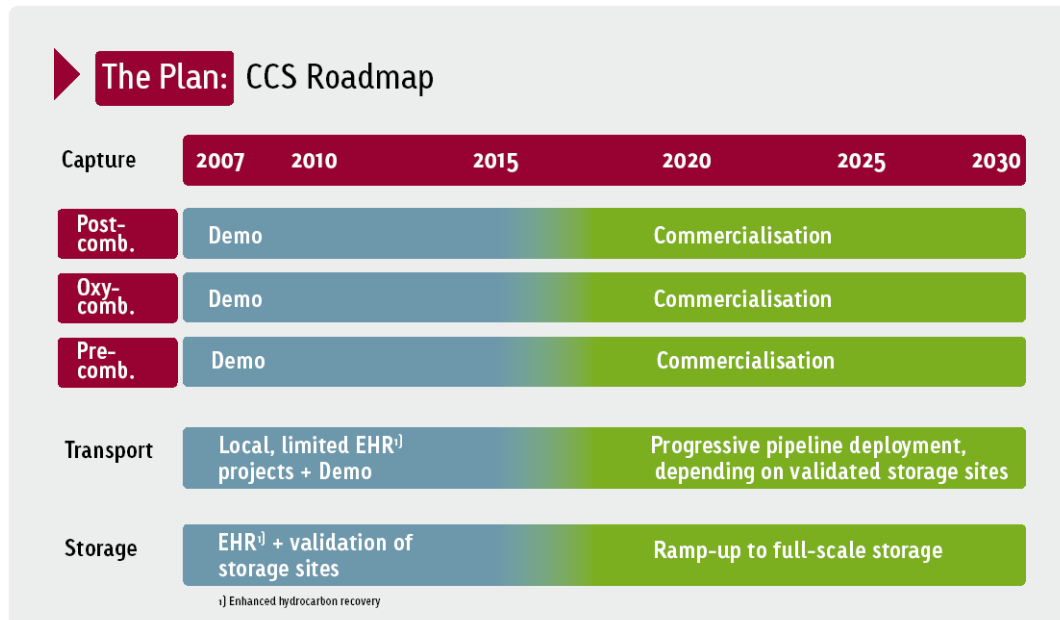 The Plan: CCS Roadmap
Capture 2007 2010 2015 2020 2025 2030
Post-
comb.
Demo Commercialisation
Oxy-
comb.
Demo Commercialisation
Pre-
comb.
Demo Commercialisation
Transport
Local, limited EHR¹⁾
projects + Demo
Progressive pipeline deployment,
depending on validated storage sites
Storage
EHR¹⁾ + validation of
storage sites
Ramp-up to full-scale storage
1) Enhanced hydrocarbon recovery